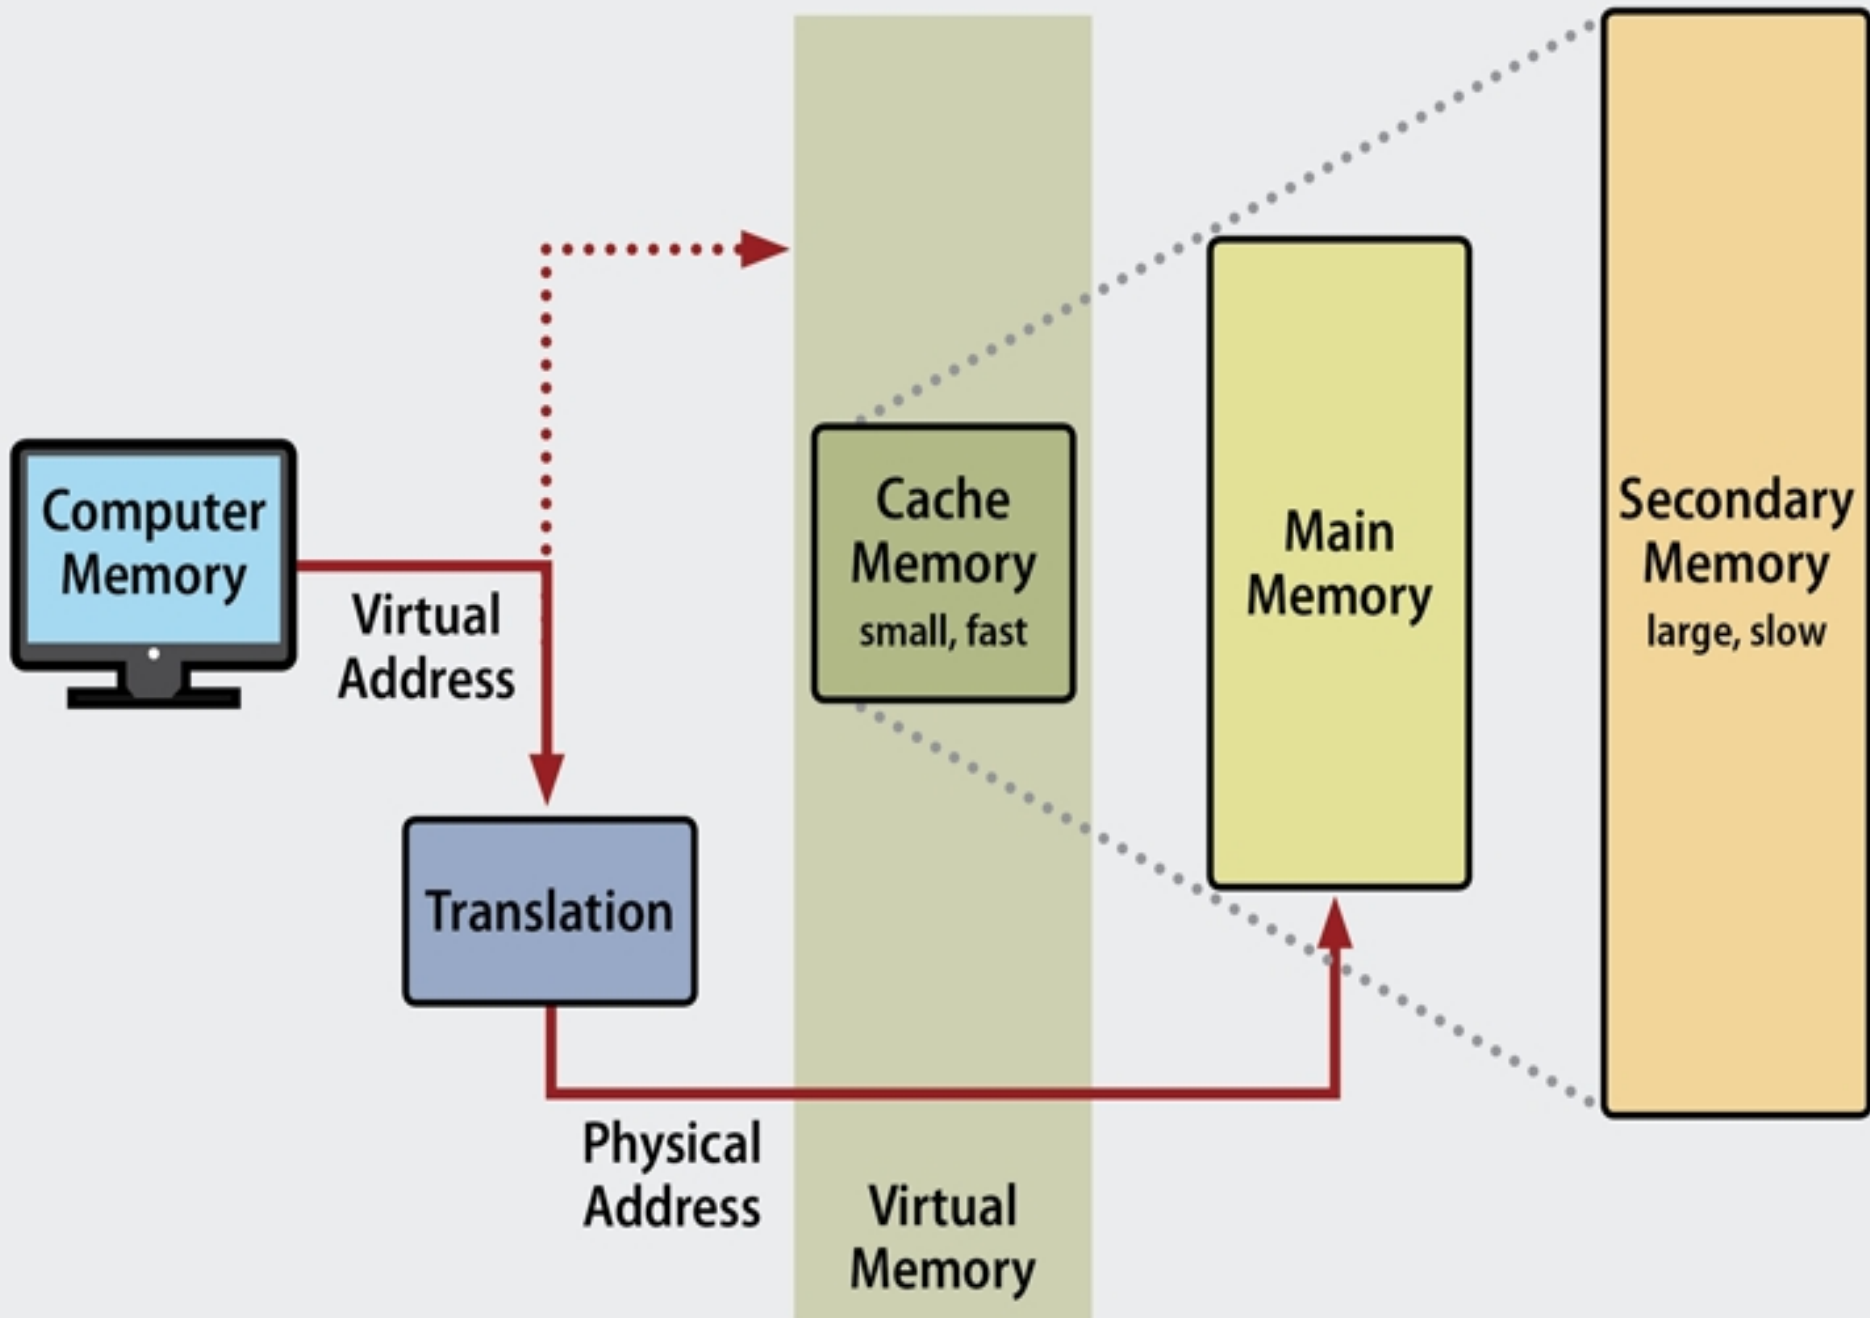 Computer
Memory
Virtual
Address
Translation
Physical
Address
Cache
Memory
small, fast
Virtual
Memory
Main
Memory
Secondary
Memory
large, slow